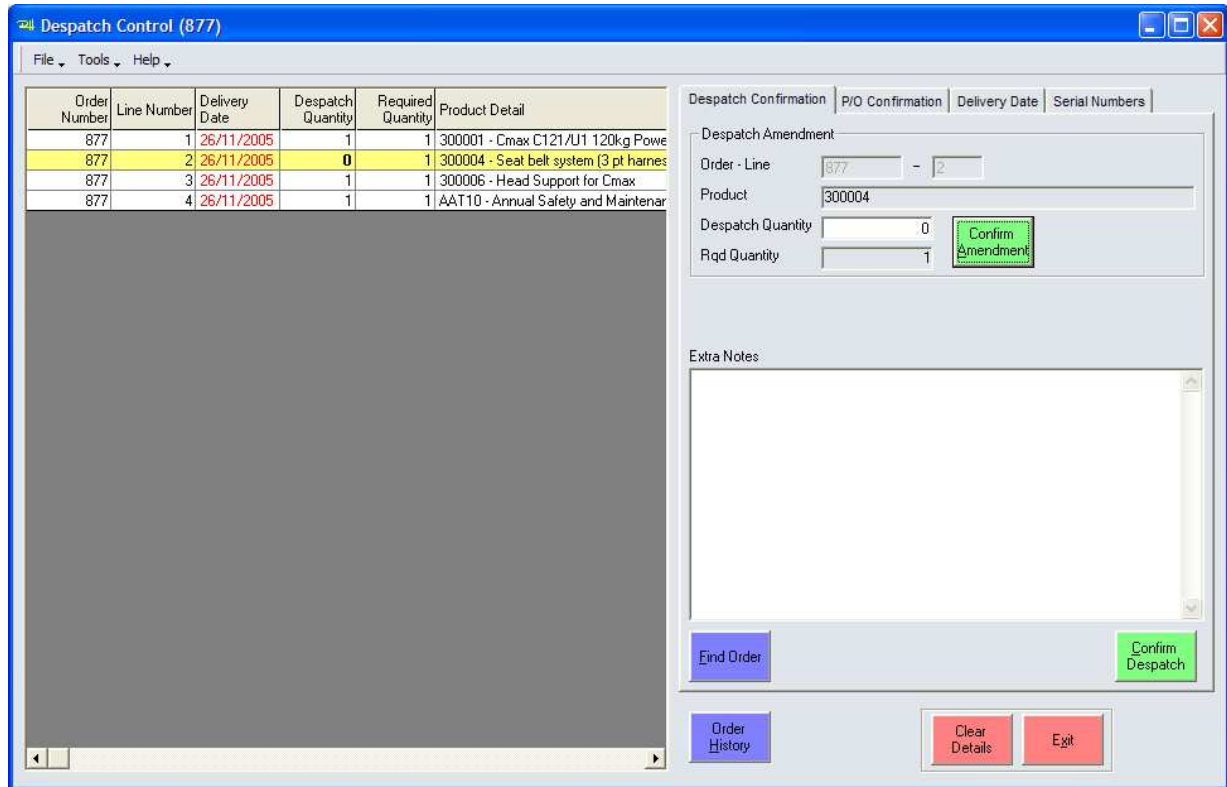 Despatch Control (877)
File Tools Help
Order Number Line Number Delivery Date Despatch Quantity Required Quantity Product Detail
877 1 26/11/2005 1 1 300001 - Cmax C121/U1 120kg Powe
877 2 26/11/2005 0 1 300004 - Seat belt system (3 pt harnes
877 3 26/11/2005 1 1 300006 - Head Support for Cmax
877 4 26/11/2005 1 1 AAT10 - Annual Safety and Maintenar
Despatch Confirmation P/O Confirmation Delivery Date Serial Numbers
Despatch Amendment
Order - Line 877 - 2
Product 300004
Despatch Quantity 0
Rqd Quantity 1
Confirm
Amendment
Extra Notes
Find Order
Confirm
Despatch
Order
History
Clear
Details
Exit